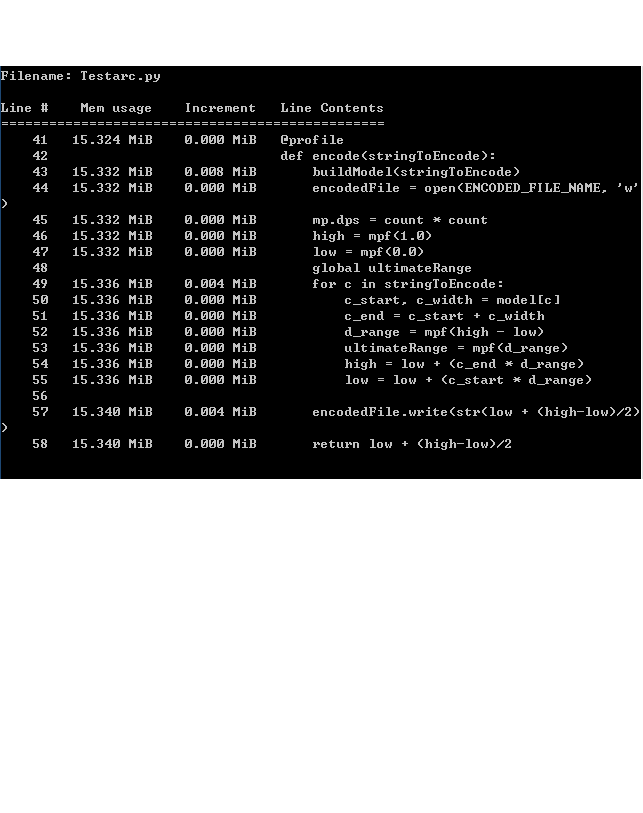 Filename: Testarc.py
Line #    Mem usage    Increment   Line Contents
================================================
    41   15.324 MiB    0.000 MiB   @profile
    42                             def encode(stringToEncode):
    43   15.332 MiB    0.008 MiB       buildModel(stringToEncode)
    44   15.332 MiB    0.000 MiB       encodedFile = open(ENCODED_FILE_NAME, 'w'
)
    45   15.332 MiB    0.000 MiB       mp.dps = count * count
    46   15.332 MiB    0.000 MiB       high = mpf(1.0)
    47   15.332 MiB    0.000 MiB       low = mpf(0.0)
    48                                 global ultimateRange
    49   15.336 MiB    0.004 MiB       for c in stringToEncode:
    50   15.336 MiB    0.000 MiB           c_start, c_width = model[c]
    51   15.336 MiB    0.000 MiB           c_end = c_start + c_width
    52   15.336 MiB    0.000 MiB           d_range = mpf(high - low)
    53   15.336 MiB    0.000 MiB           ultimateRange = mpf(d_range)
    54   15.336 MiB    0.000 MiB           high = low + (c_end * d_range)
    55   15.336 MiB    0.000 MiB           low = low + (c_start * d_range)
    56
    57   15.340 MiB    0.004 MiB       encodedFile.write(str(low + (high-low)/2)
)
    58   15.340 MiB    0.000 MiB       return low + (high-low)/2